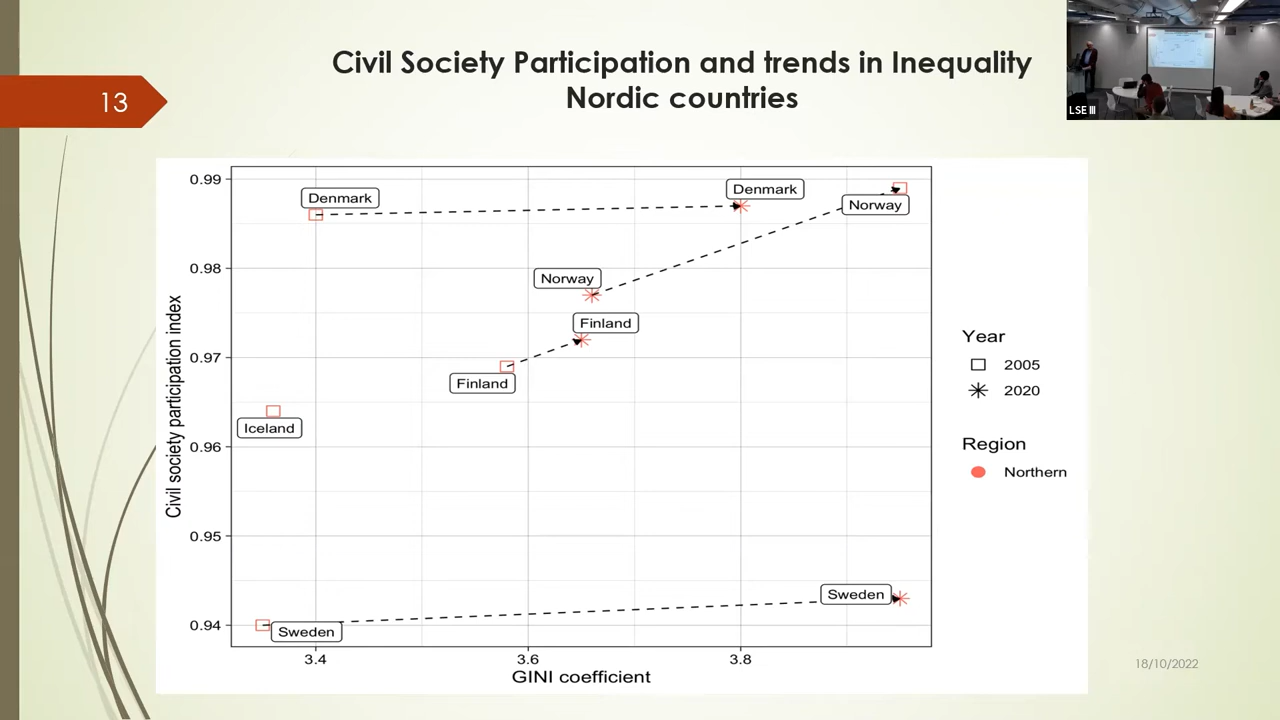 Civil Society Participation and trends in Inequality
Nordic countries
13
LSE III
0.99
0.98
0.97
0.96
0.95
0.94
Civil society participation index
Denmark
Denmark
Norway
Norway
Finland
Finland
Iceland
Sweden
Sweden
3.4
3.6
3.8
GINI coefficient
Year
2005
2020
Region
Northern
18/10/2022